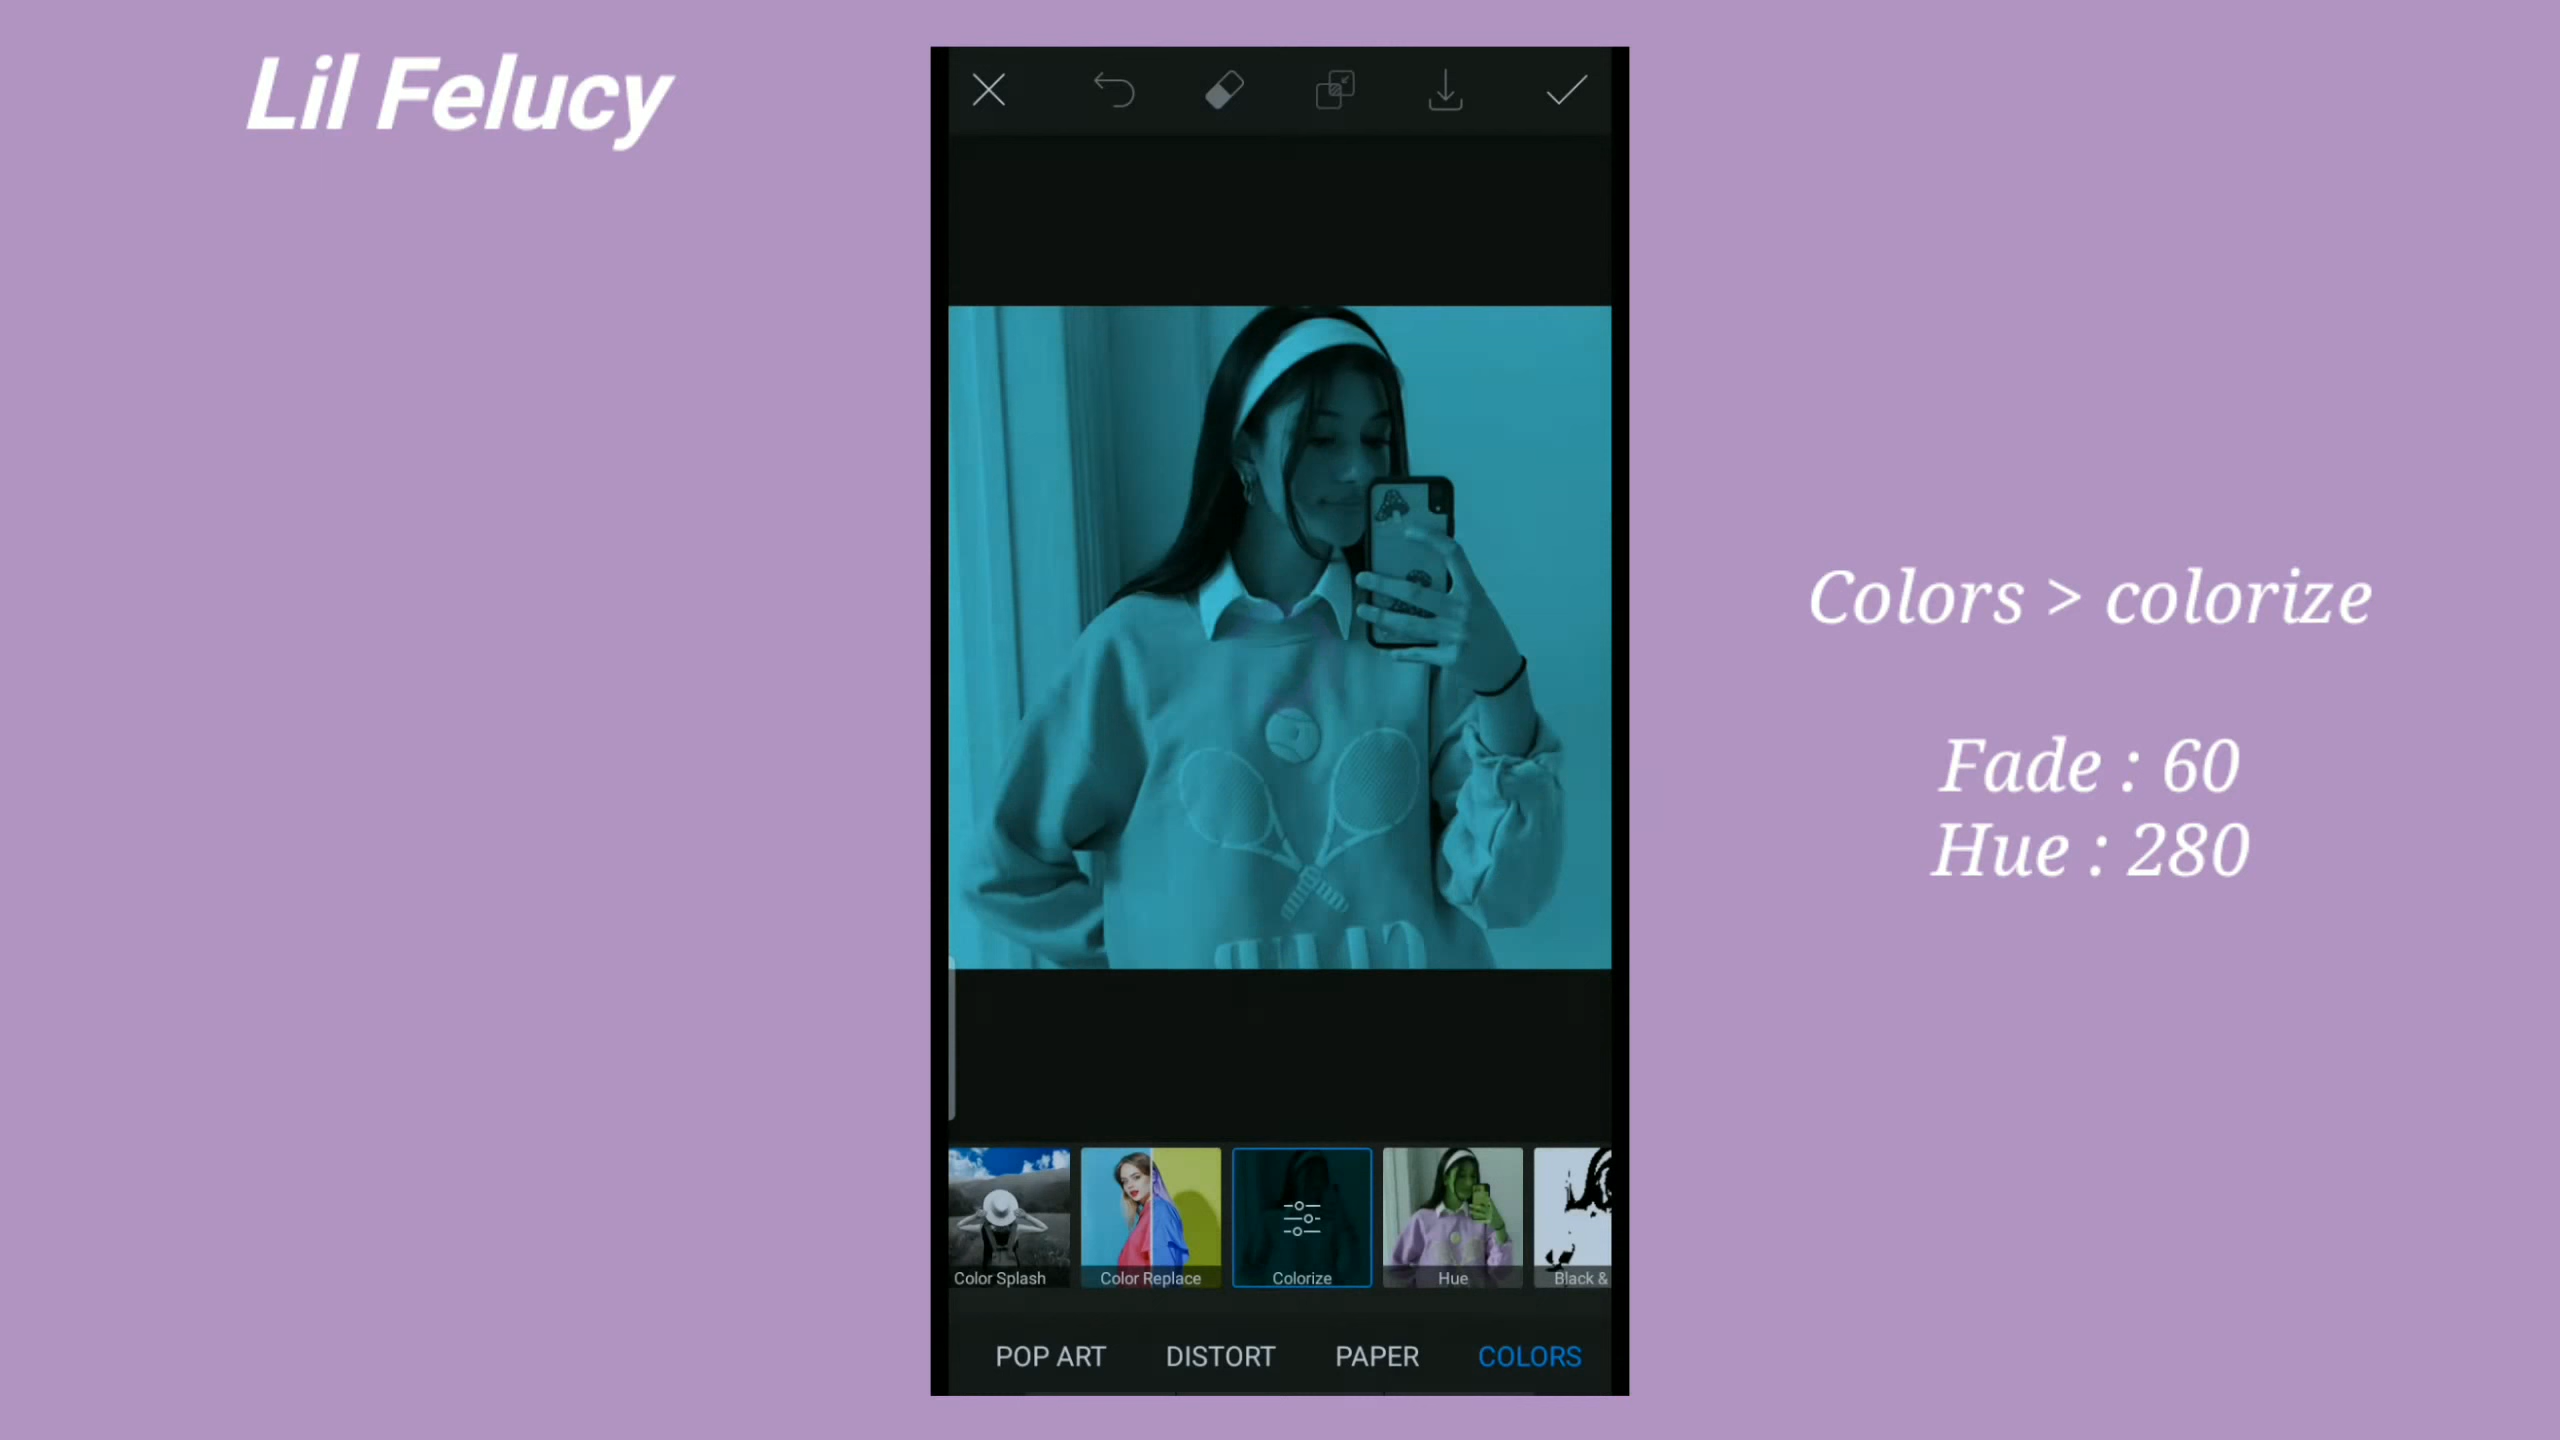 Lil Felucy
Colors > colorize
Fade : 60
Hue : 280
Color Splash
Color Replace
Colorize
Hue
Black &
POP ART
DISTORT
PAPER
COLORS